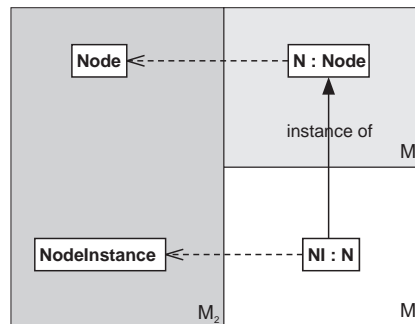 Node
N : Node
instance of
M
NodeInstance
NI : N
M₂
M